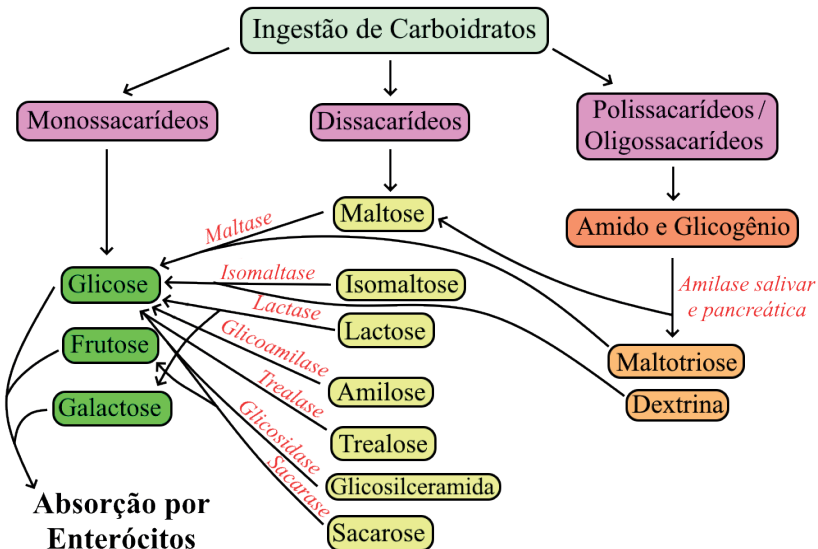 Ingestão de Carboidratos
Monossacarídeos
Dissacarídeos
Polissacarídeos /
Oligossacarídeos
Maltose
Amido e Glicogênio
Maltase
Glicose
Isomaltase
Isomaltose
Amilase salivar
e pancreática
Lactase
Lactose
Frutose
Glicoamilase
Maltotriose
Galactose
Trealase
Amilose
Dextrina
Glicosidase
Trealose
Sacarase
Glicosilceramida
Absorção por
Enterócitos
Sacarose